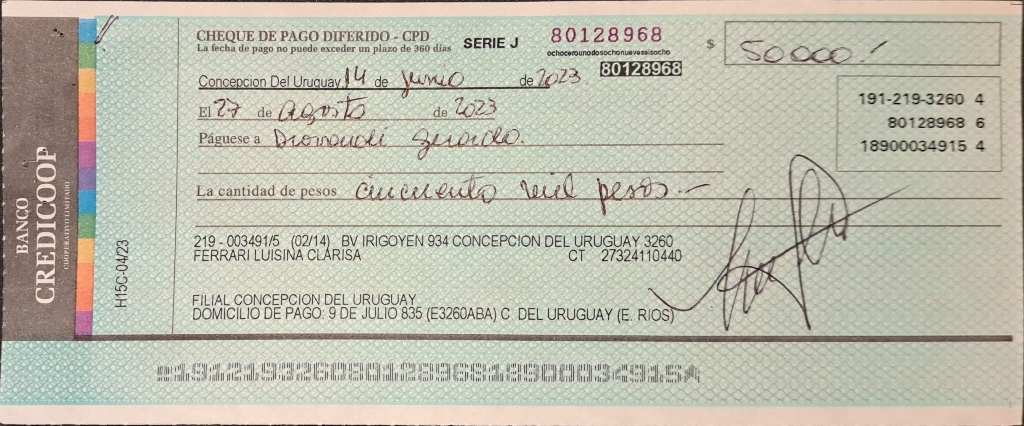 BANCO
CREDICOOP
COOPERATIVO LIMITADO
H15C-04/23
CHEQUE DE PAGO DIFERIDO - CPD
La fecha de pago no puede exceder un plazo de 360 días
SERIE J
80128968
ochocerounodosochonueveseisocho
80128968
$ 50000.
Concepcion Del Uruguay 14 de Junio de 2023.
El 27 de Agosto de 2023
Páguese a Gerardo.
La cantidad de pesos cincuenta mil pesos.-
191-219-3260 4
80128968 6
18900034915 4
219 - 003491/5 (02/14) BV IRIGOYEN 934 CONCEPCION DEL URUGUAY 3260
FERRARI LUISINA CLARISA CT 27324110440
FILIAL CONCEPCION DEL URUGUAY
DOMICILIO DE PAGO: 9 DE JULIO 835 (E3260ABA) C. DEL URUGUAY (E. RIOS)
19121932608012896818900034915